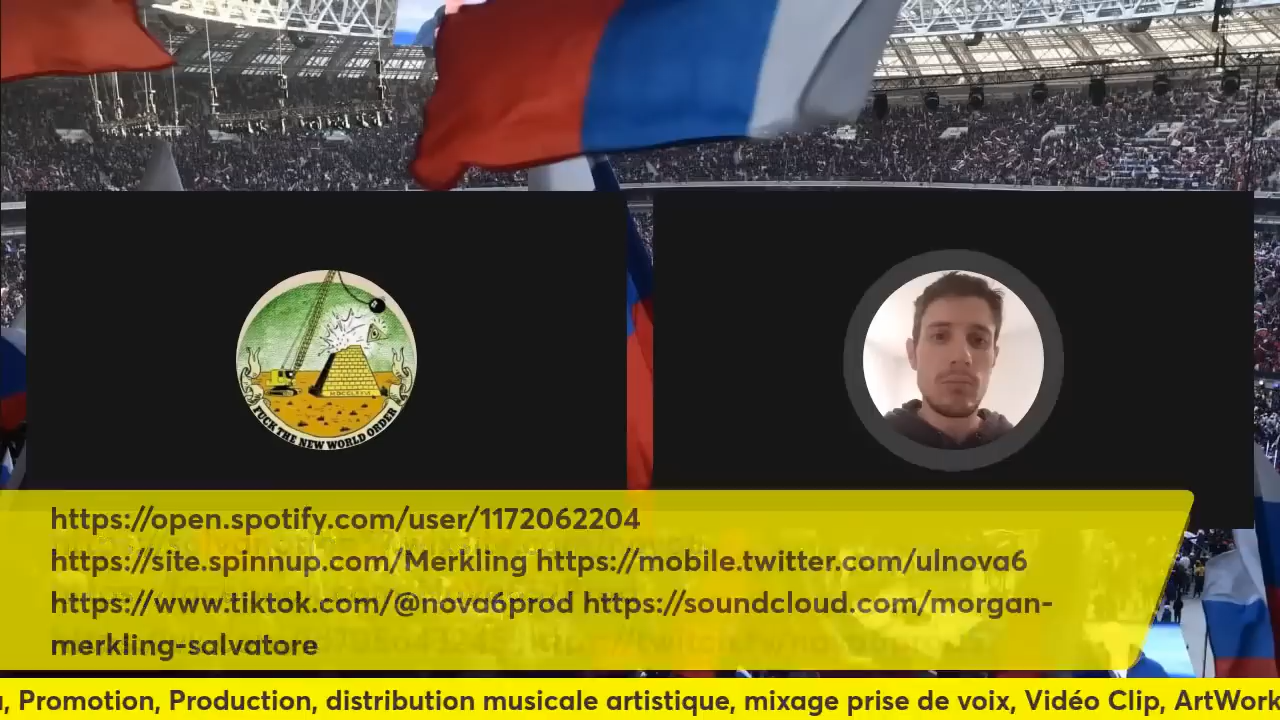 MDCCLXXVI
FUCK THE NEW WORLD ORDER
https://open.spotify.com/user/1172062204
https://site.spinnup.com/Merkling https://mobile.twitter.com/ulnova6
https://www.tiktok.com/@nova6prod https://soundcloud.com/morgan-
merkling-salvatore
, Promotion, Production, distribution musicale artistique, mixage prise de voix, Vidéo Clip, ArtWork